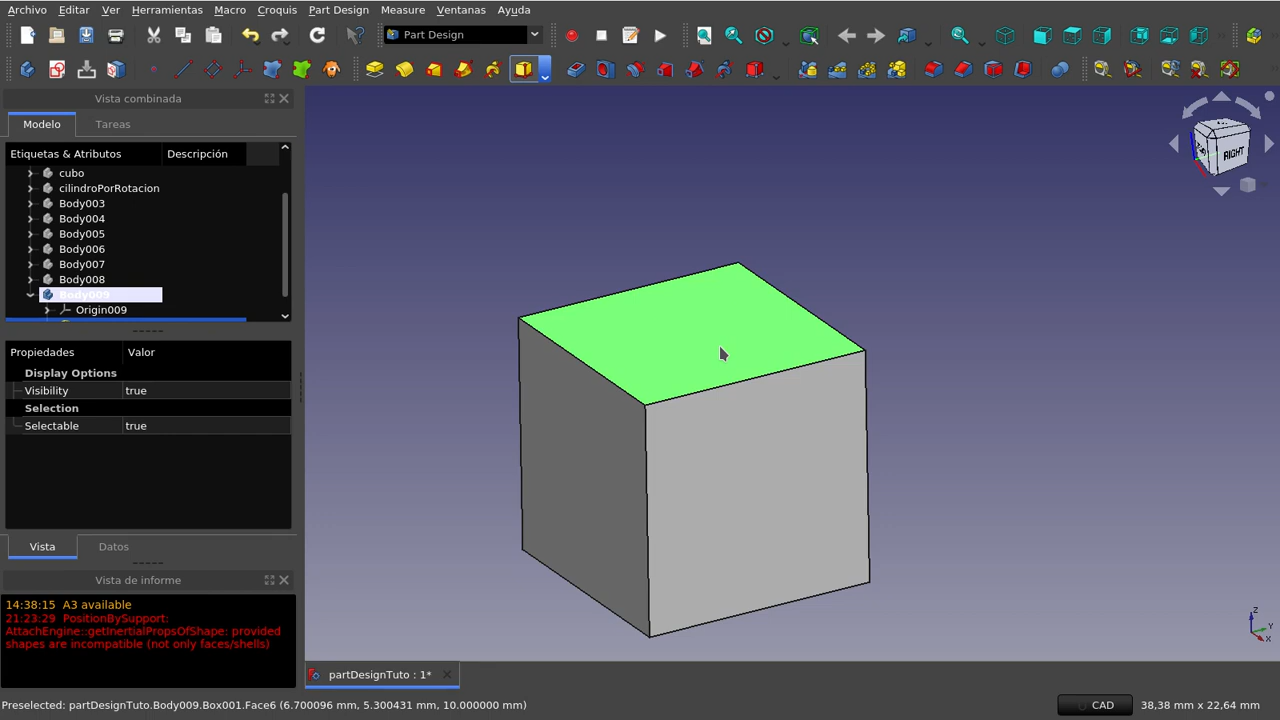 Archivo Editar Ver Herramientas Macro Croquis Part Design Measure Ventanas Ayuda
Part Design
Vista combinada
Modelo Tareas
Etiquetas & Atributos Descripción
cubo
cilindroPorRotacion
Body003
Body004
Body005
Body006
Body007
Body008
Body009
Origin009
Propiedades Valor
Display Options
Visibility true
Selection
Selectable true
Vista Datos
Vista de informe
14:38:15 A3 available
21:23:29 PositionBySupport:
AttachEngine::getInertialPropsOfShape: provided
shapes are incompatible (not only faces/shells)
RIGHT
Z
Y
X
partDesignTuto : 1*
Preselected: partDesignTuto.Body009.Box001.Face6 (6.700096 mm, 5.300431 mm, 10.000000 mm)
CAD
38,38 mm x 22,64 mm